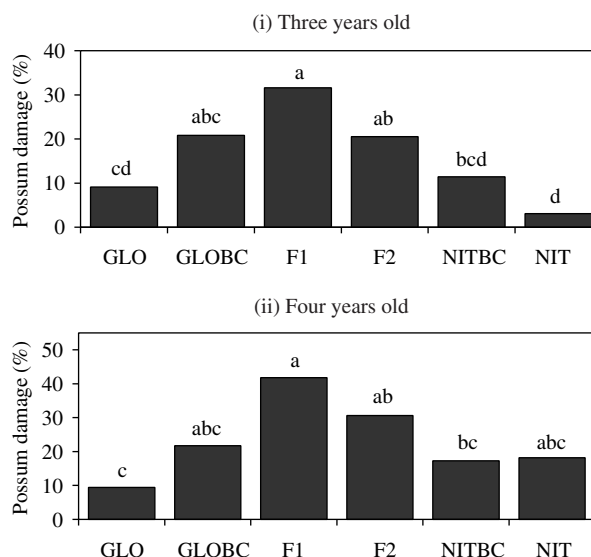 (i) Three years old
Possum damage (%)
40
30
20
10
0
cd
abc
a
ab
bcd
d
GLO GLOBC F1 F2 NITBC NIT
(ii) Four years old
Possum damage (%)
50
40
30
20
10
0
c
abc
a
ab
bc
abc
GLO GLOBC F1 F2 NITBC NIT